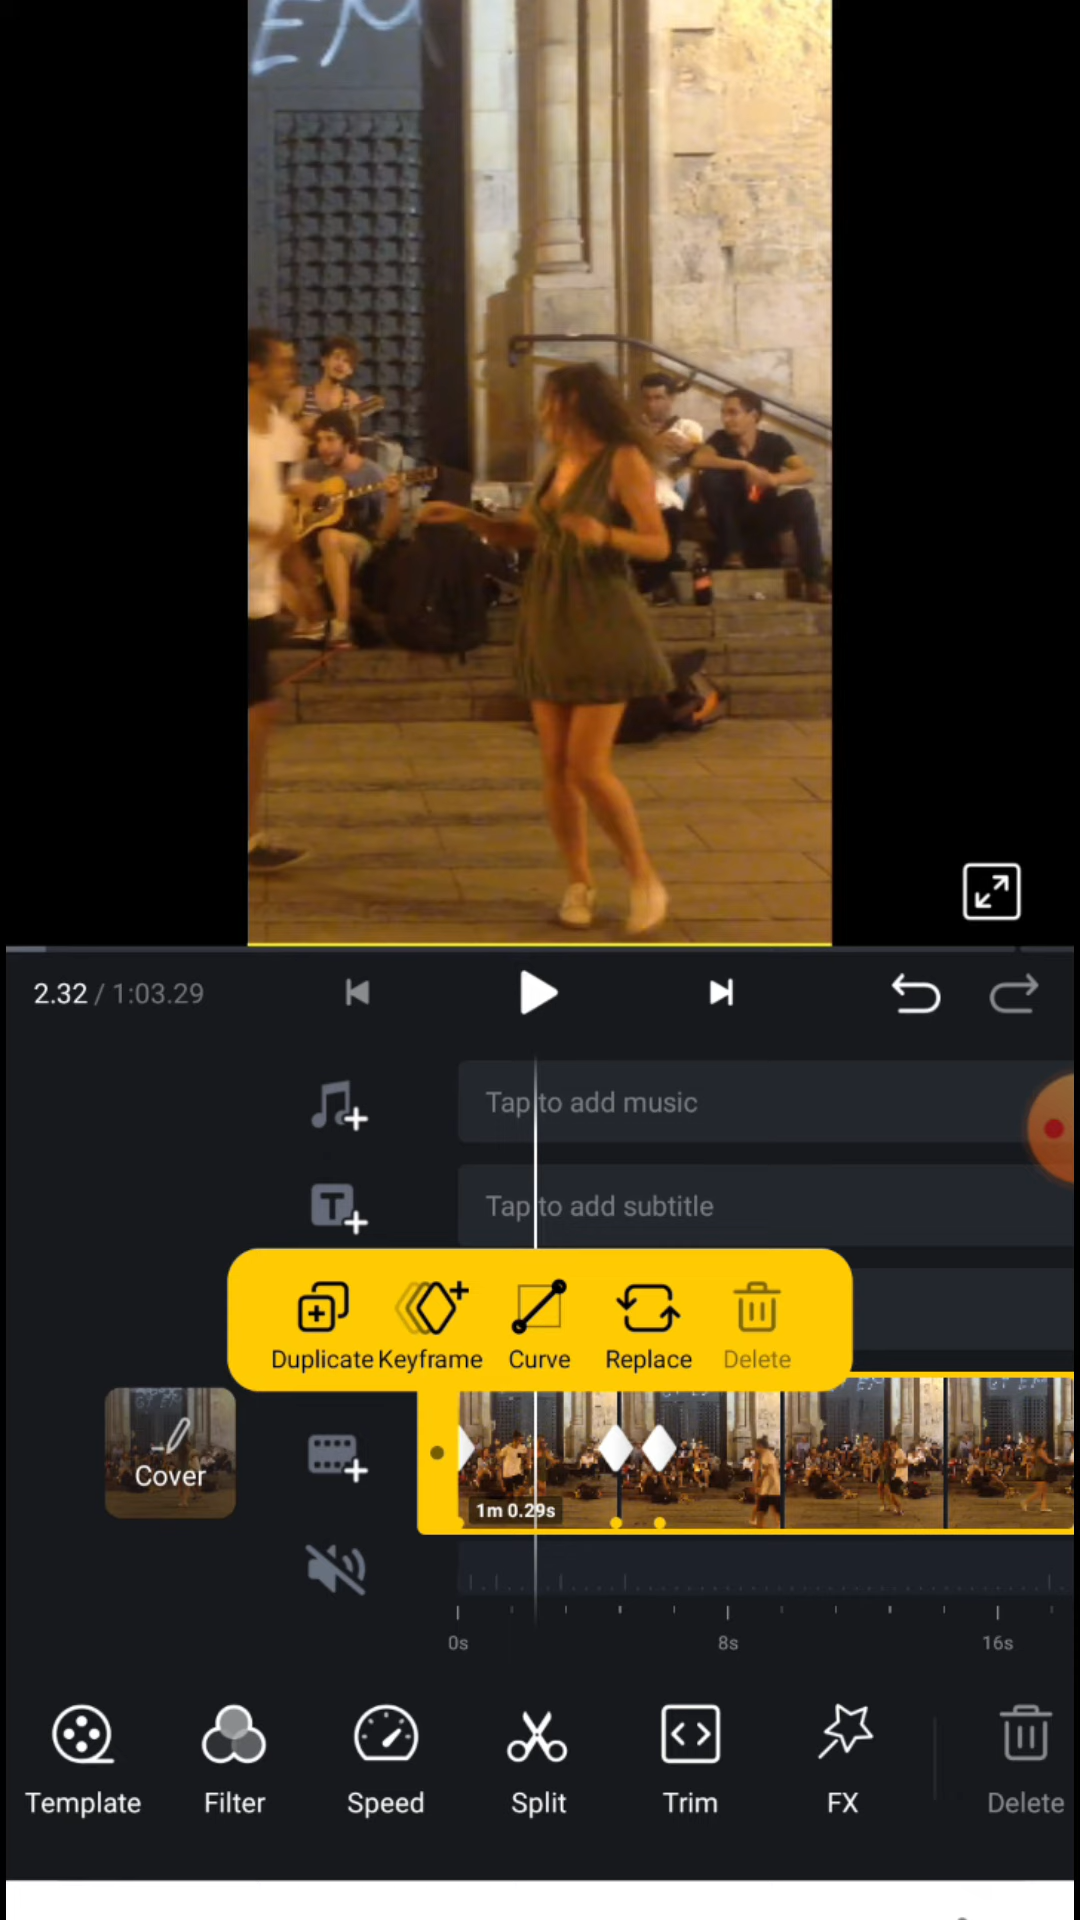 EM
2.32 / 1:03.29
Tap to add music
Tap to add subtitle
Duplicate Keyframe Curve Replace Delete
Cover
1m 0.29s
0s 8s 16s
Template Filter Speed Split Trim FX Delete